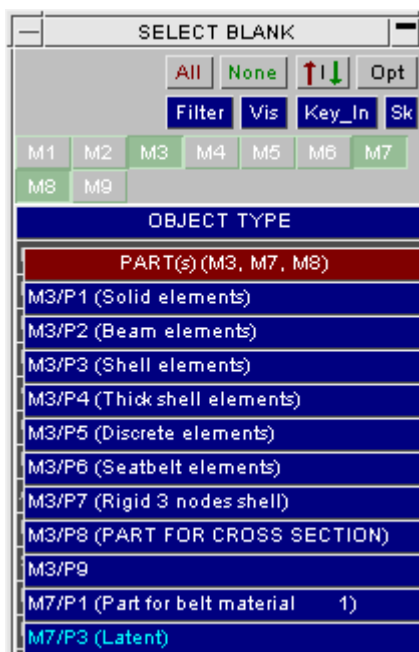 SELECT BLANK
All None I Opt
Filter Vis Key_In Sk
M1 M2 M3 M4 M5 M6 M7
M8 M9
OBJECT TYPE
PART(s) (M3, M7, M8)
M3/P1 (Solid elements)
M3/P2 (Beam elements)
M3/P3 (Shell elements)
M3/P4 (Thick shell elements)
M3/P5 (Discrete elements)
M3/P6 (Seatbelt elements)
M3/P7 (Rigid 3 nodes shell)
M3/P8 (PART FOR CROSS SECTION)
M3/P9
M7/P1 (Part for belt material 1)
M7/P3 (Latent)